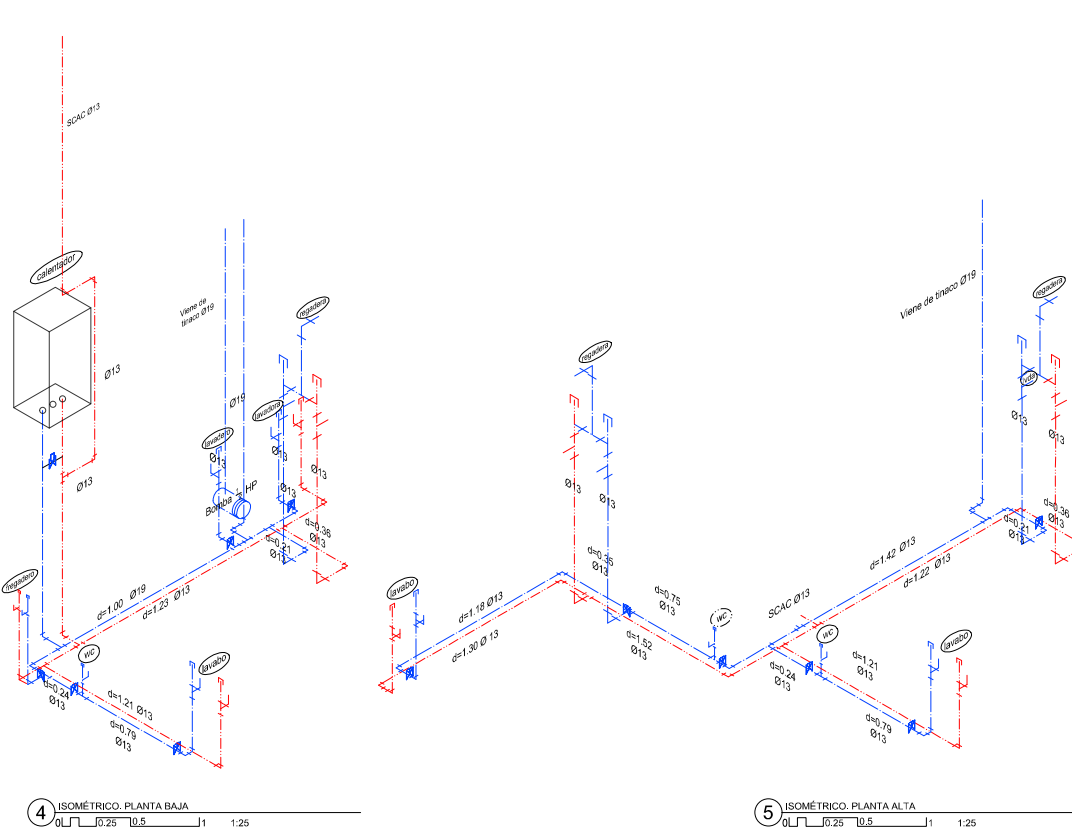 SCAC Ø13
calentador
Ø13
Ø13
Viene de
tinaco Ø19
Ø19
regadera
lavadora
lavadero
Ø13
Ø13
Ø13
Ø13
Bomba HP
d=0.36
Ø13
d=0.21
Ø13
fregadero
d=1.00 Ø19
d=1.23 Ø13
wc
lavabo
d=0.24
Ø13
d=1.21 Ø13
d=0.79
Ø13
4
ISOMÉTRICO. PLANTA BAJA
0 0.25 0.5 1 1:25
regadera
Ø13
Ø13
d=0.35
Ø13
lavabo
d=1.18 Ø13
d=1.30 Ø 13
d=0.75
Ø13
d=1.52
Ø13
wc
Viene de tinaco Ø19
regadera
vda
Ø13
Ø13
d=0.36
Ø13
d=0.21
Ø13
d=1.42 Ø13
d=1.22 Ø13
SCAC Ø13
wc
lavabo
d=1.21
Ø13
d=0.24
Ø13
d=0.79
Ø13
5
ISOMÉTRICO. PLANTA ALTA
0 0.25 0.5 1 1:25